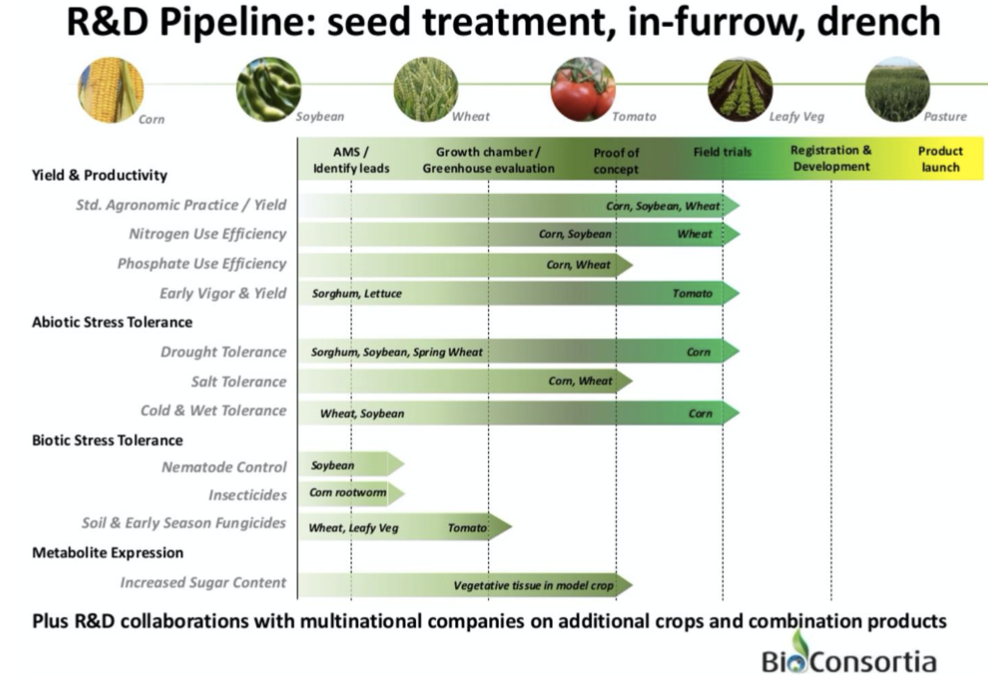 R&D Pipeline: seed treatment, in-furrow, drench
Corn
Soybean
Wheat
Tomato
Leafy Veg
Pasture
AMS /
Identify leads
Growth chamber/
Greenhouse evaluation
Proof of
concept
Field trials
Registration &
Development
Product
launch
Yield & Productivity
Std. Agronomic Practice / Yield
Corn, Soybean, Wheat
Nitrogen Use Efficiency
Corn, Soybean
Wheat
Phosphate Use Efficiency
Corn, Wheat
Early Vigor & Yield
Sorghum, Lettuce
Tomato
Abiotic Stress Tolerance
Drought Tolerance
Sorghum, Soybean, Spring Wheat
Corn
Salt Tolerance
Corn, Wheat
Cold & Wet Tolerance
Wheat, Soybean
Corn
Biotic Stress Tolerance
Nematode Control
Soybean
Insecticides
Corn rootworm
Soil & Early Season Fungicides
Wheat, Leafy Veg
Tomato
Metabolite Expression
Increased Sugar Content
Vegetative tissue in model crop
Plus R&D collaborations with multinational companies on additional crops and combination products
BioConsortia